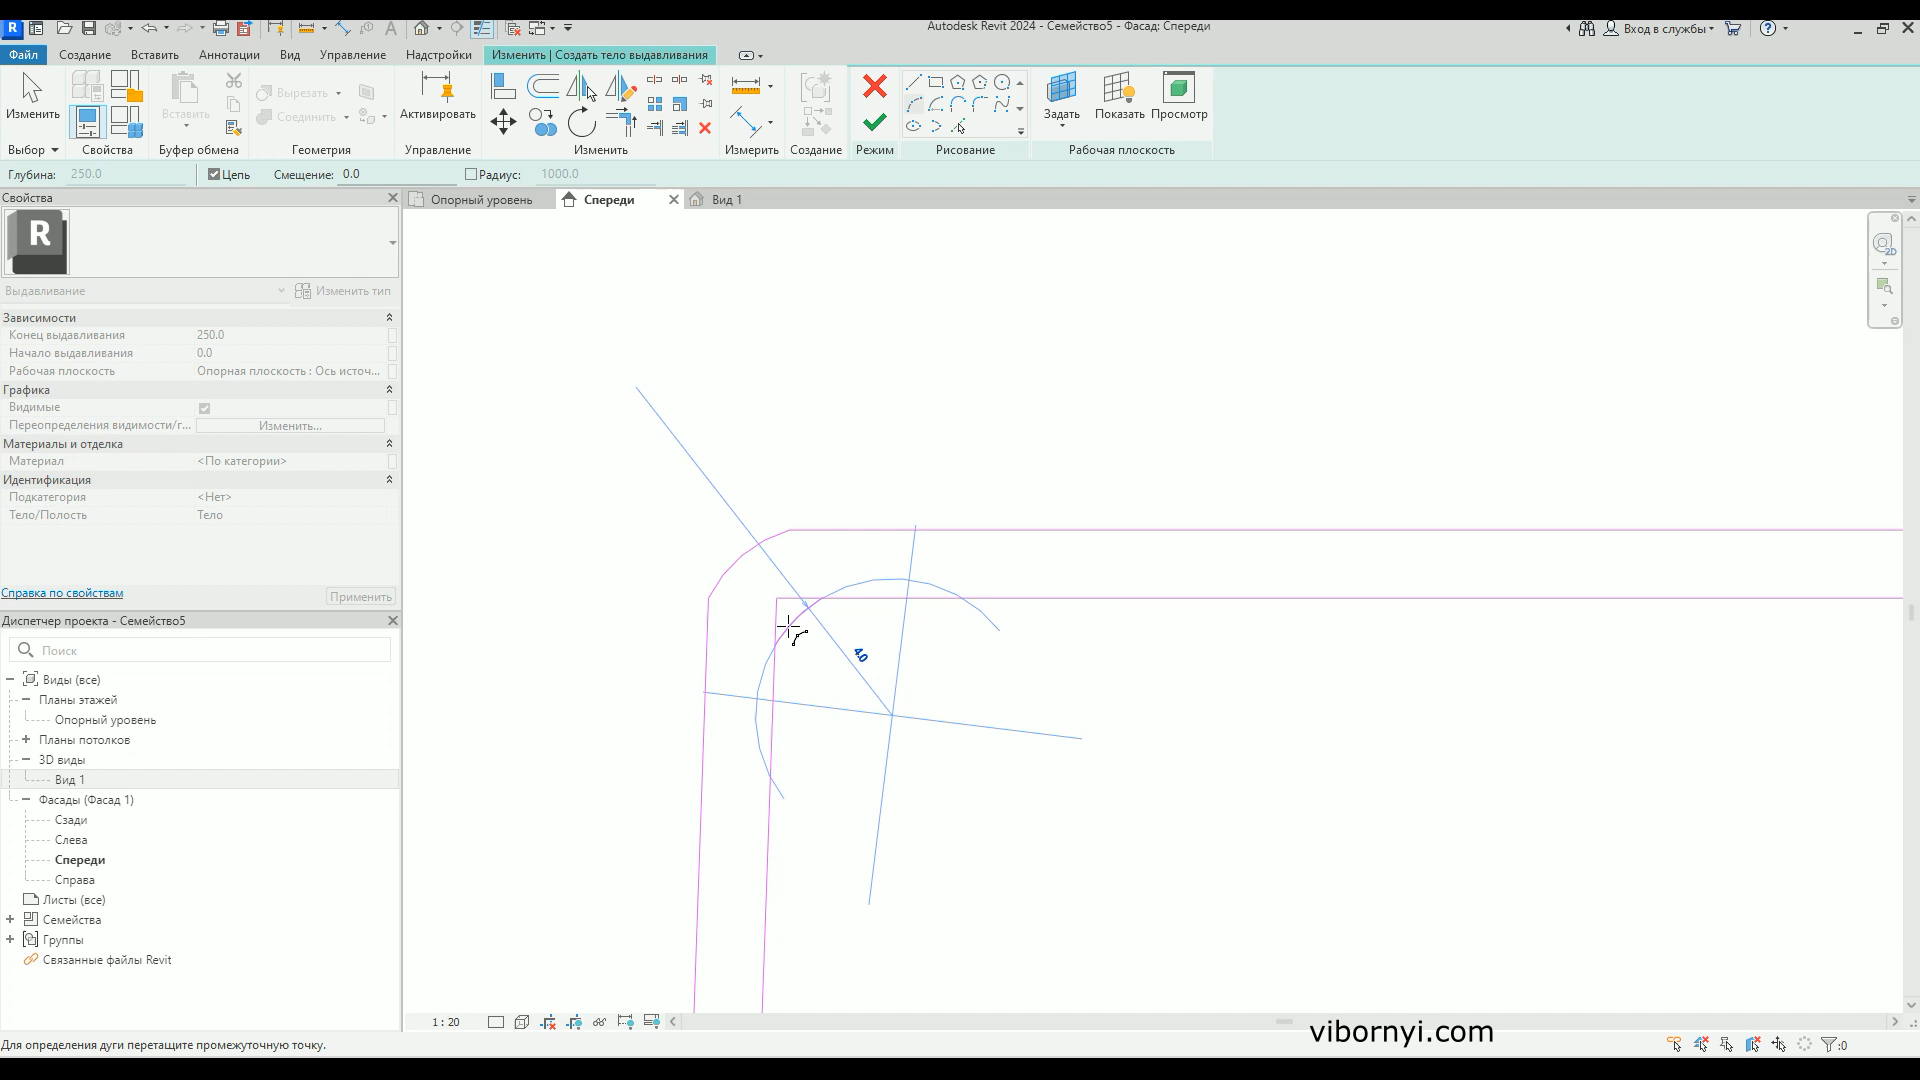 Autodesk Revit 2024 - Семейство5 - Фасад: Спереди
Вход в службы
Файл
Создание
Вставить
Аннотации
Вид
Управление
Надстройки
Изменить | Создать тело выдавливания
Изменить
Вставить
Вырезать
Соединить
Активировать
Задать
Показать
Просмотр
Выбор
Свойства
Буфер обмена
Геометрия
Управление
Изменить
Измерить
Создание
Режим
Рисование
Рабочая плоскость
Глубина: 250.0
Цепь
Смещение: 0.0
Радиус: 1000.0
Свойства
Опорный уровень
Спереди
Вид 1
R
2D
Выдавливание
Изменить тип
Зависимости
Конец выдавливания 250.0
Начало выдавливания 0.0
Рабочая плоскость Опорная плоскость : Ось источ...
Графика
Видимые
Переопределения видимости/г... Изменить...
Материалы и отделка
Материал <По категории>
Идентификация
Подкатегория <Нет>
Тело/Полость Тело
Справка по свойствам
Применить
Диспетчер проекта - Семейство5
Поиск
Виды (все)
Планы этажей
Опорный уровень
Планы потолков
3D виды
Вид 1
Фасады (Фасад 1)
Сзади
Слева
Спереди
Справа
Листы (все)
Семейства
Группы
Связанные файлы Revit
4.0
1 : 20
vibornyi.com
Для определения дуги перетащите промежуточную точку.
:0